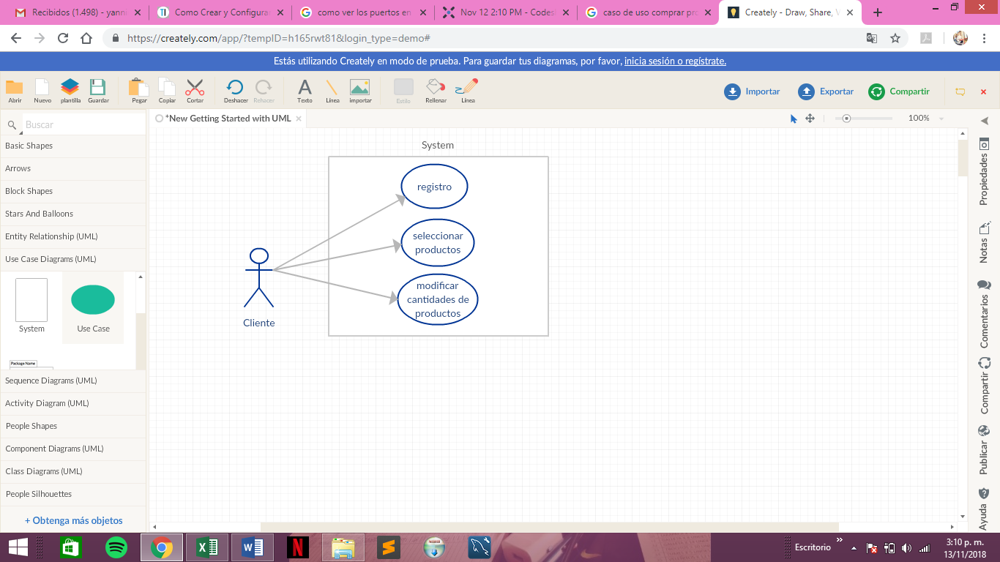 Recibidos (1.498) - yann
Como Crear y Configura
como ver los puertos en
Nov 12 2:10 PM - Codes
caso de uso comprar pro
Creately - Draw, Share, V
https://creately.com/app/?tempID=h165rwt81&login_type=demo#
Estás utilizando Creately en modo de prueba. Para guardar tus diagramas, por favor, inicia sesión o regístrate.
Abrir Nuevo plantilla Guardar Pegar Copiar Cortar Deshacer Rehacer Texto Línea importar Estilo Rellenar Línea
Importar Exportar Compartir
Buscar
*New Getting Started with UML
100%
Basic Shapes
Arrows
Block Shapes
Stars And Balloons
Entity Relationship (UML)
Use Case Diagrams (UML)
System Use Case
Package Name
Sequence Diagrams (UML)
Activity Diagram (UML)
People Shapes
Component Diagrams (UML)
Class Diagrams (UML)
People Silhouettes
+ Obtenga más objetos
System
registro
seleccionar
productos
modificar
cantidades de
productos
Cliente
Propiedades
Notas
Comentarios
Compartir
Publicar
Ayuda
Escritorio
3:10 p. m.
13/11/2018